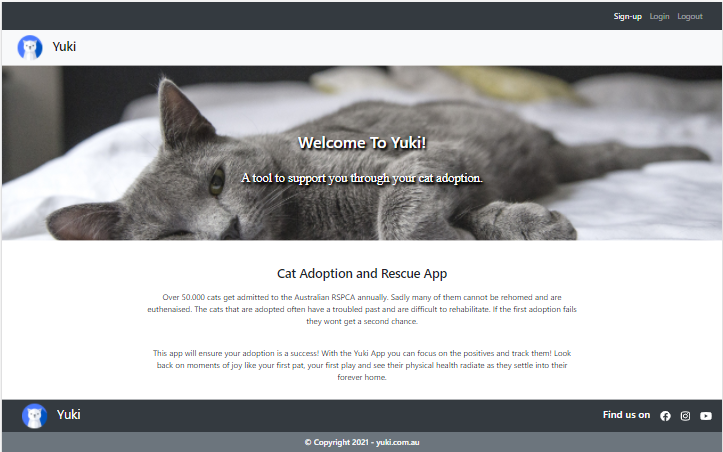 Sign-up Login Logout
Yuki
Welcome To Yuki!
A tool to support you through your cat adoption.
Cat Adoption and Rescue App
Over 50.000 cats get admitted to the Australian RSPCA annually. Sadly many of them cannot be rehomed and are
euthenaised. The cats that are adopted often have a troubled past and are difficult to rehabilitate. If the first adoption fails
they wont get a second chance.
This app will ensure your adoption is a success! With the Yuki App you can focus on the positives and track them! Look
back on moments of joy like your first pat, your first play and see their physical health radiate as they settle into their
forever home.
Yuki
Find us on
© Copyright 2021 - yuki.com.au